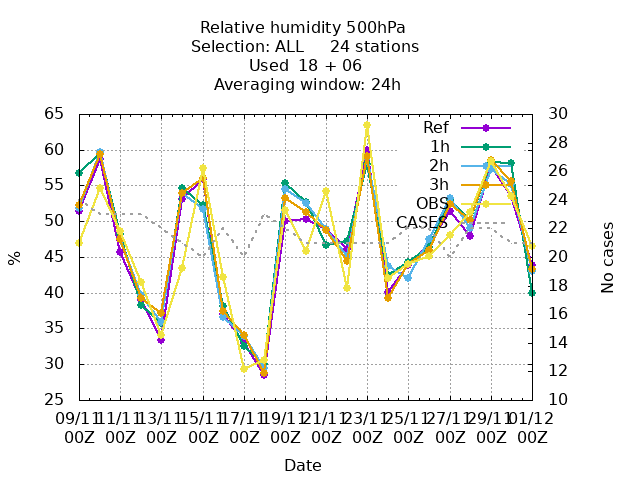 Relative humidity 500hPa
Selection: ALL 24 stations
Used 18 + 06
Averaging window: 24h
65
60
55
50
45
40
35
30
25
%
30
28
26
24
22
20
18
16
14
12
10
No cases
Ref
1h
2h
3h
OBS
CASES
09/11 11/11 13/11 15/11 17/11 19/11 21/11 23/11 25/11 27/11 29/11 01/12
00Z 00Z 00Z 00Z 00Z 00Z 00Z 00Z 00Z 00Z 00Z 00Z
Date